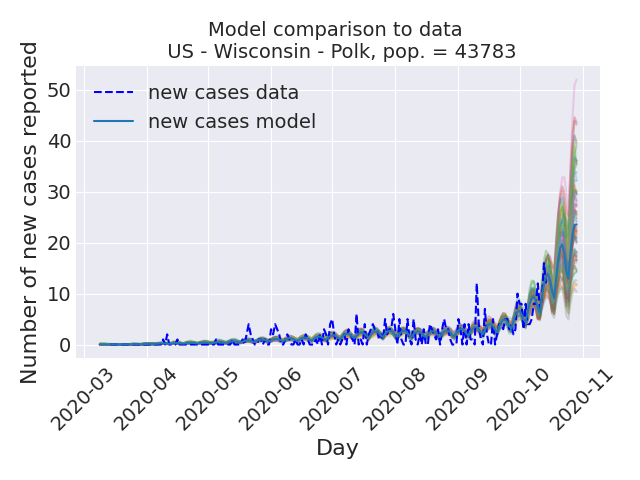 Model comparison to data
US - Wisconsin - Polk, pop. = 43783
Number of new cases reported
50
40
30
20
10
0
new cases data
new cases model
2020-03
2020-04
2020-05
2020-06
2020-07
2020-08
2020-09
2020-10
2020-11
Day